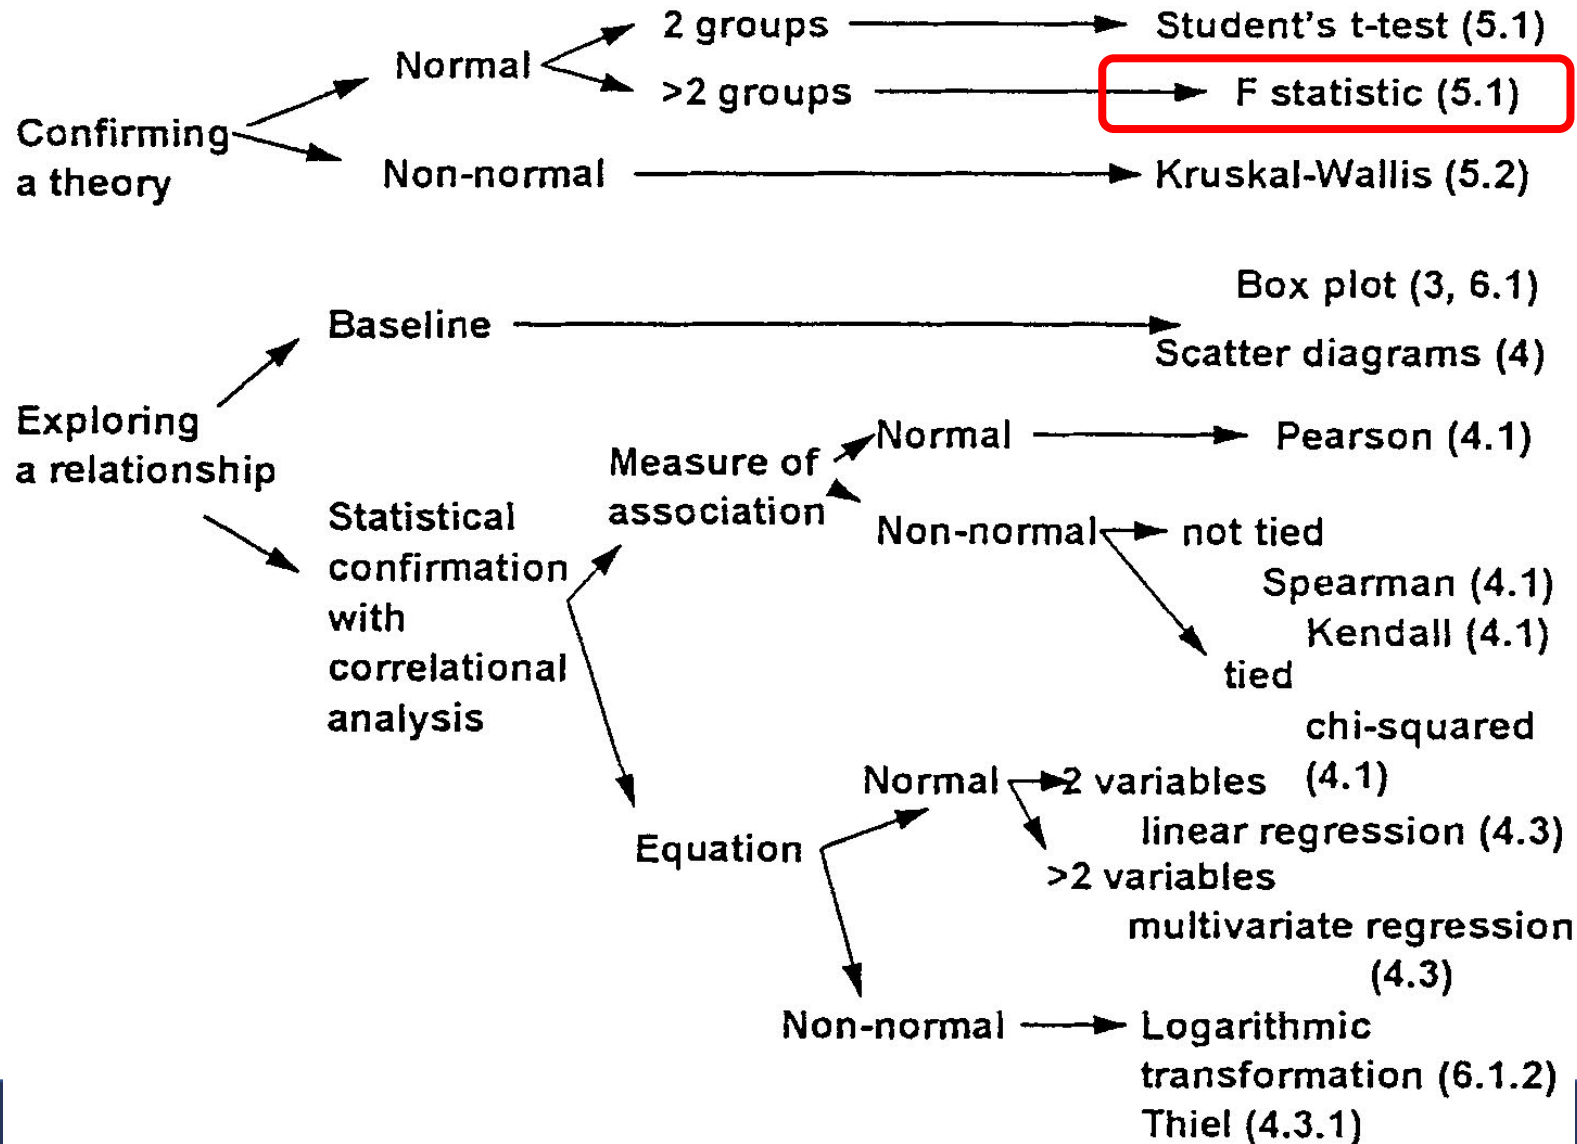 2 groups
Student's t-test (5.1)
Normal
>2 groups
F statistic (5.1)
Confirming
a theory
Non-normal
Kruskal-Wallis (5.2)
Box plot (3, 6.1)
Baseline
Scatter diagrams (4)
Exploring
a relationship
Normal
Pearson (4.1)
Measure of
association
Non-normal
not tied
Spearman (4.1)
Kendall (4.1)
tied
chi-squared
(4.1)
Statistical
confirmation
with
correlational
analysis
Normal
2 variables
linear regression (4.3)
Equation
>2 variables
multivariate regression
(4.3)
Non-normal
Logarithmic
transformation (6.1.2)
Thiel (4.3.1)